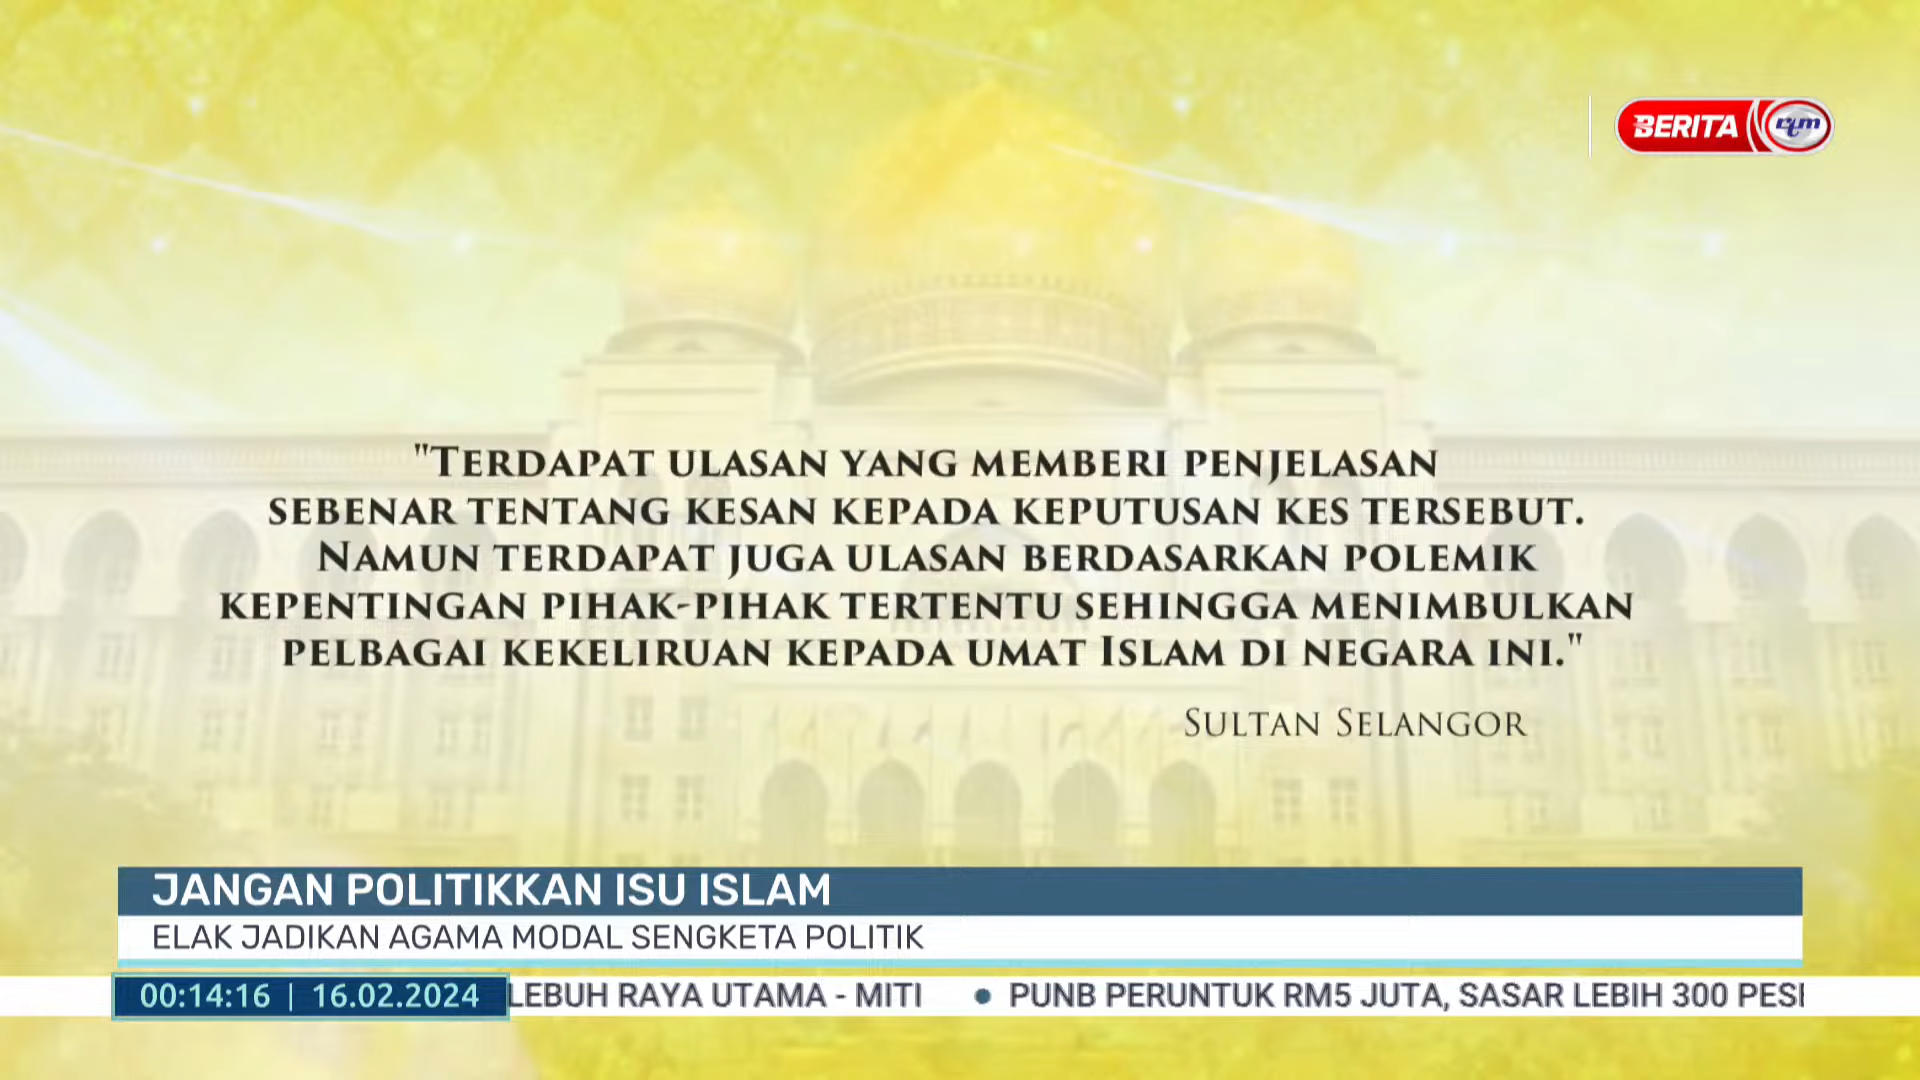 BERITA rtm
"TERDAPAT ULASAN YANG MEMBERI PENJELASAN
SEBENAR TENTANG KESAN KEPADA KEPUTUSAN KES TERSEBUT.
NAMUN TERDAPAT JUGA ULASAN BERDASARKAN POLEMIK
KEPENTINGAN PIHAK-PIHAK TERTENTU SEHINGGA MENIMBULKAN
PELBAGAI KEKELIRUAN KEPADA UMAT ISLAM DI NEGARA INI."
SULTAN SELANGOR
JANGAN POLITIKKAN ISU ISLAM
ELAK JADIKAN AGAMA MODAL SENGKETA POLITIK
00:14:16 | 16.02.2024 LEBUH RAYA UTAMA - MITI • PUNB PERUNTUK RM5 JUTA, SASAR LEBIH 300